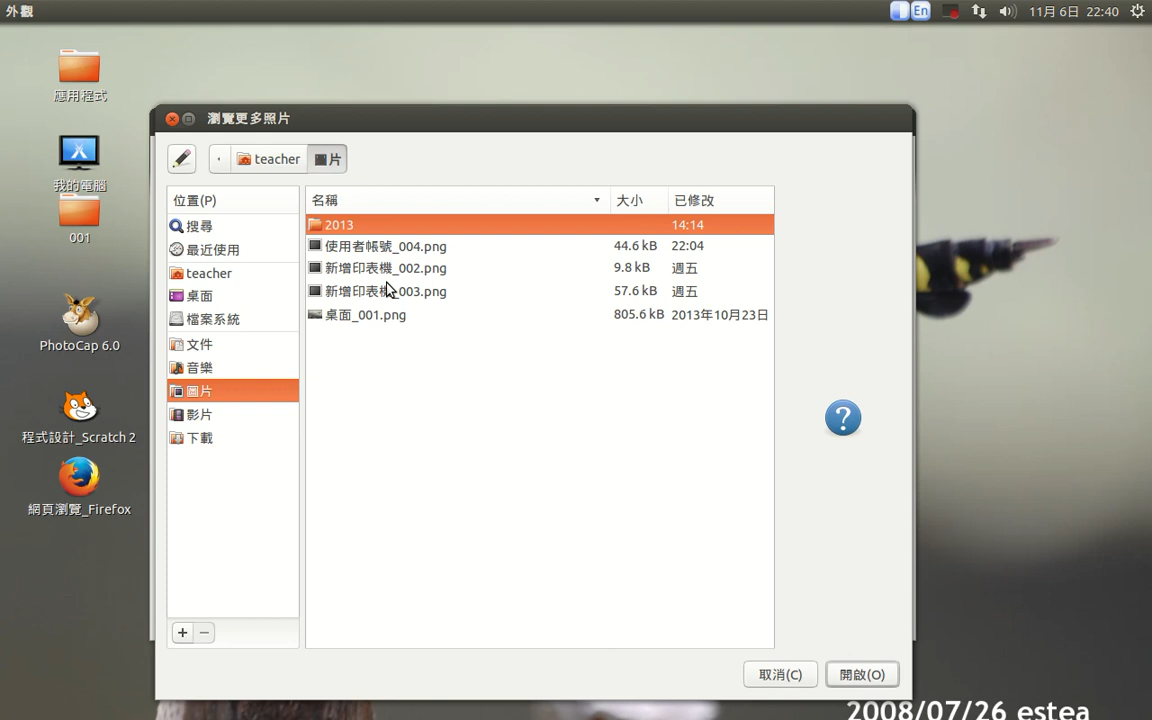 外觀
En
11月 6日 22:40
應用程式
我的電腦
001
PhotoCap 6.0
程式設計_Scratch 2
網頁瀏覽_Firefox
瀏覽更多照片
teacher
片
位置(P)
搜尋
最近使用
teacher
桌面
檔案系統
文件
音樂
圖片
影片
下載
名稱 大小 已修改
2013 14:14
使用者帳號_004.png 44.6 kB 22:04
新增印表機_002.png 9.8 kB 週五
新增印表機_003.png 57.6 kB 週五
桌面_001.png 805.6 kB 2013年10月23日
取消(C) 開啟(O)
2008/07/26 estea